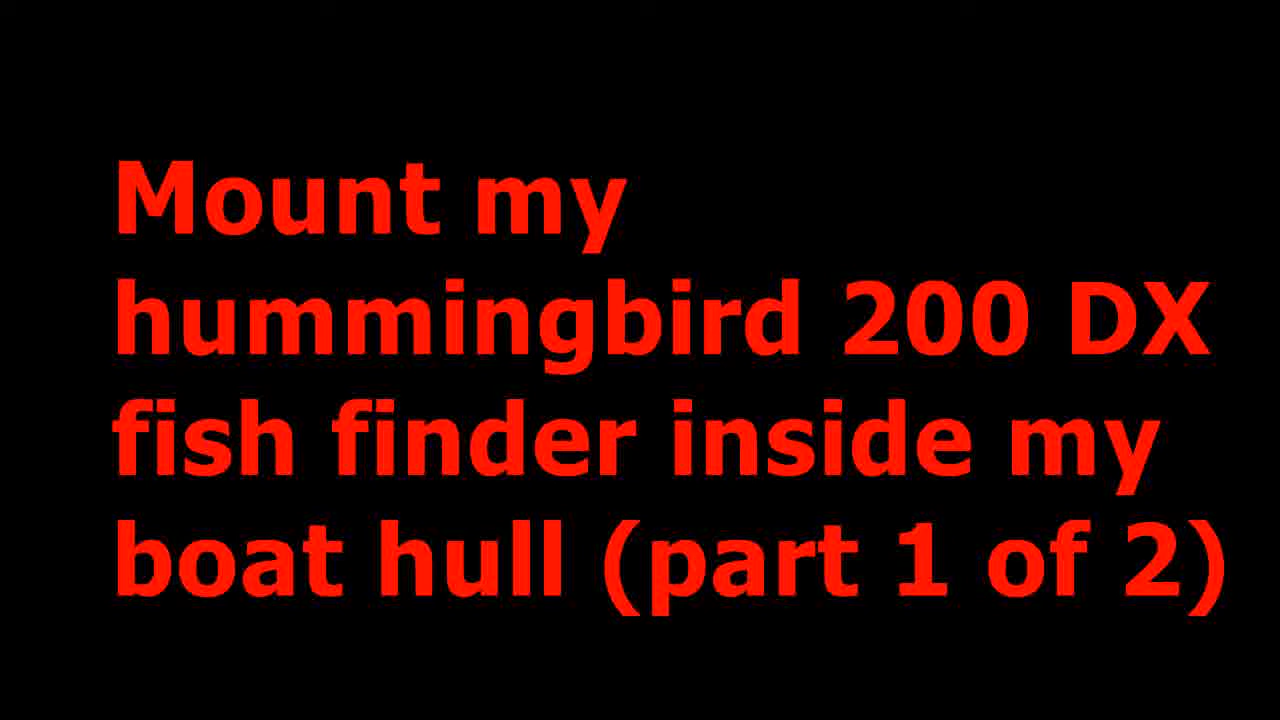 Mount my
hummingbird 200 DX
fish finder inside my
boat hull (part 1 of 2)